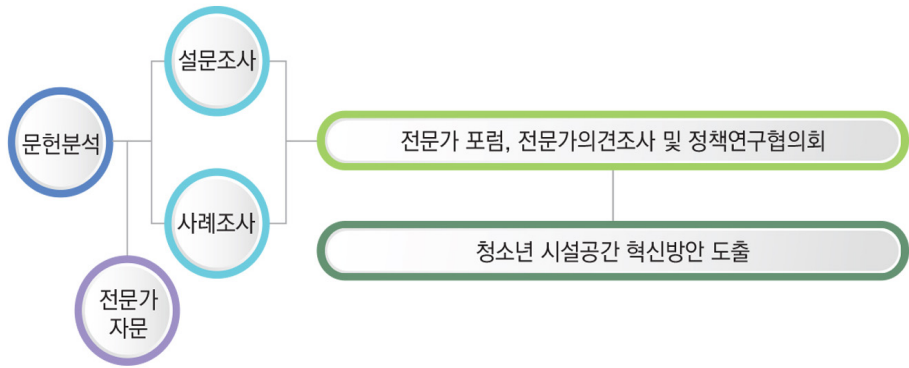 설문조사
문헌분석
전문가 포럼, 전문가의견조사 및 정책연구협의회
사례조사
청소년 시설공간 혁신방안 도출
전문가
자문